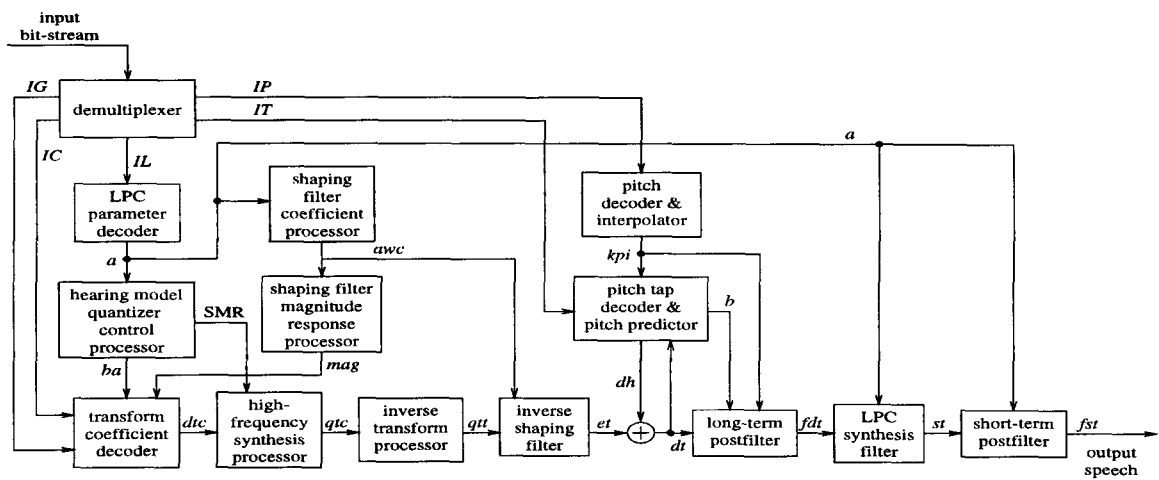 input
bit-stream
IG
demultiplexer
IP
IT
a
IC
IL
LPC
parameter
decoder
shaping
filter
coefficient
processor
pitch
decoder &
interpolator
a
awc
kpi
hearing model
quantizer
control
processor
SMR
shaping filter
magnitude
response
processor
pitch tap
decoder &
pitch predictor
b
ba
mag
dh
transform
coefficient
decoder
dtc
high-
frequency
synthesis
processor
qtc
inverse
transform
processor
qtt
inverse
shaping
filter
et
+
dt
long-term
postfilter
fdt
LPC
synthesis
filter
st
short-term
postfilter
fst
output
speech